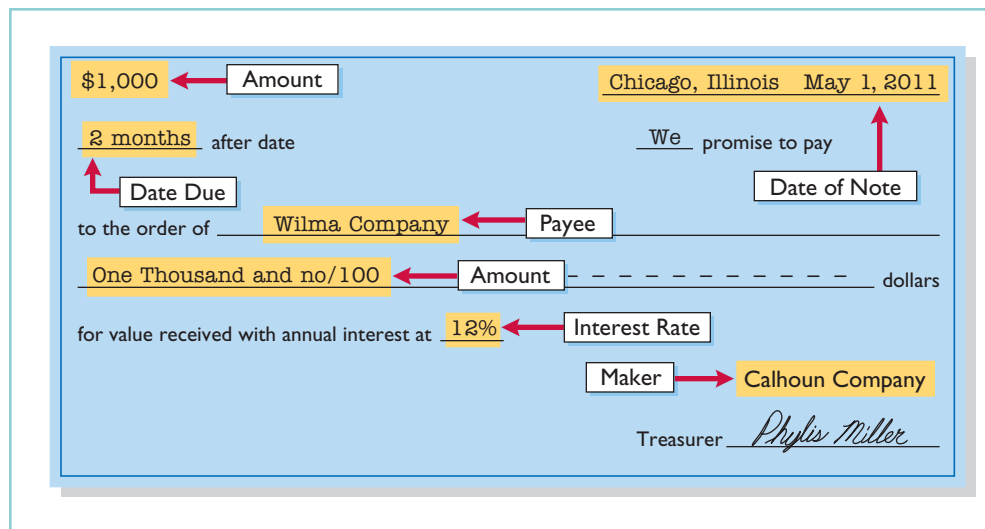 $1,000 Amount Chicago, Illinois May 1, 2011
2 months after date We promise to pay
Date Due Date of Note
to the order of Wilma Company Payee
One Thousand and no/100 Amount dollars
for value received with annual interest at 12% Interest Rate
Maker Calhoun Company
Treasurer Phylis Miller